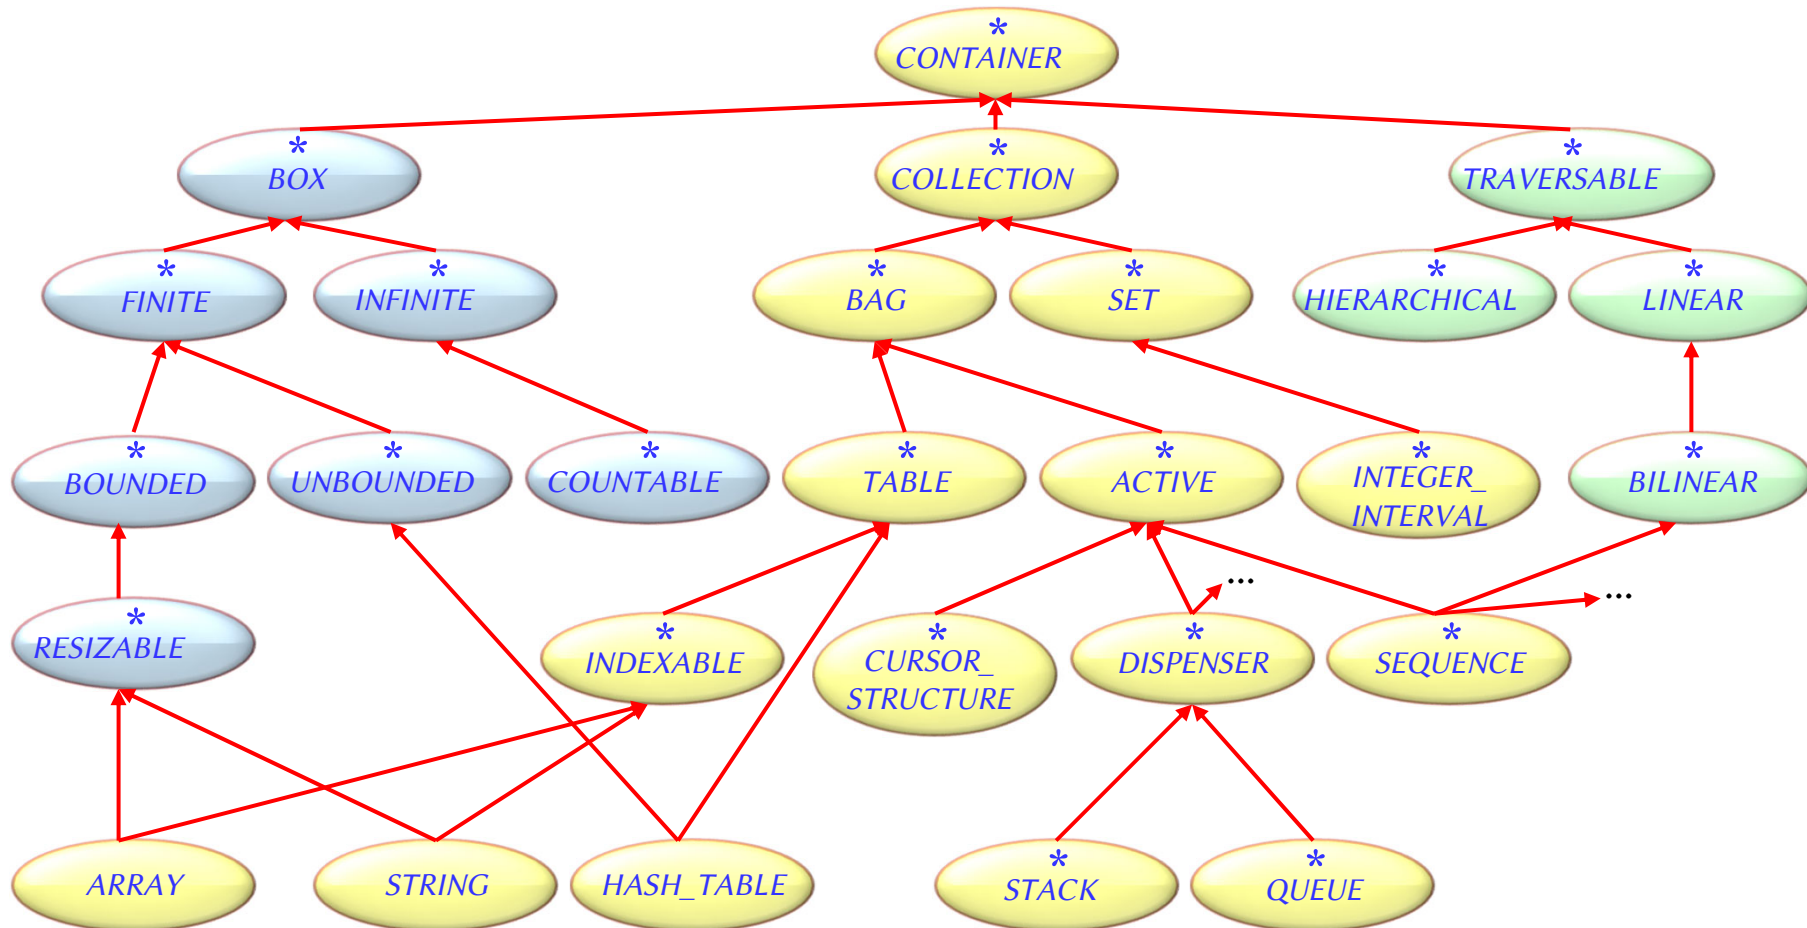 *
CONTAINER
*
BOX
*
COLLECTION
*
TRAVERSABLE
*
FINITE
*
INFINITE
*
BAG
*
SET
*
HIERARCHICAL
*
LINEAR
*
BOUNDED
*
UNBOUNDED
*
COUNTABLE
*
TABLE
*
ACTIVE
*
INTEGER_
INTERVAL
*
BILINEAR
...
...
*
RESIZABLE
*
INDEXABLE
*
CURSOR_
STRUCTURE
*
DISPENSER
*
SEQUENCE
ARRAY
STRING
HASH_TABLE
*
STACK
*
QUEUE